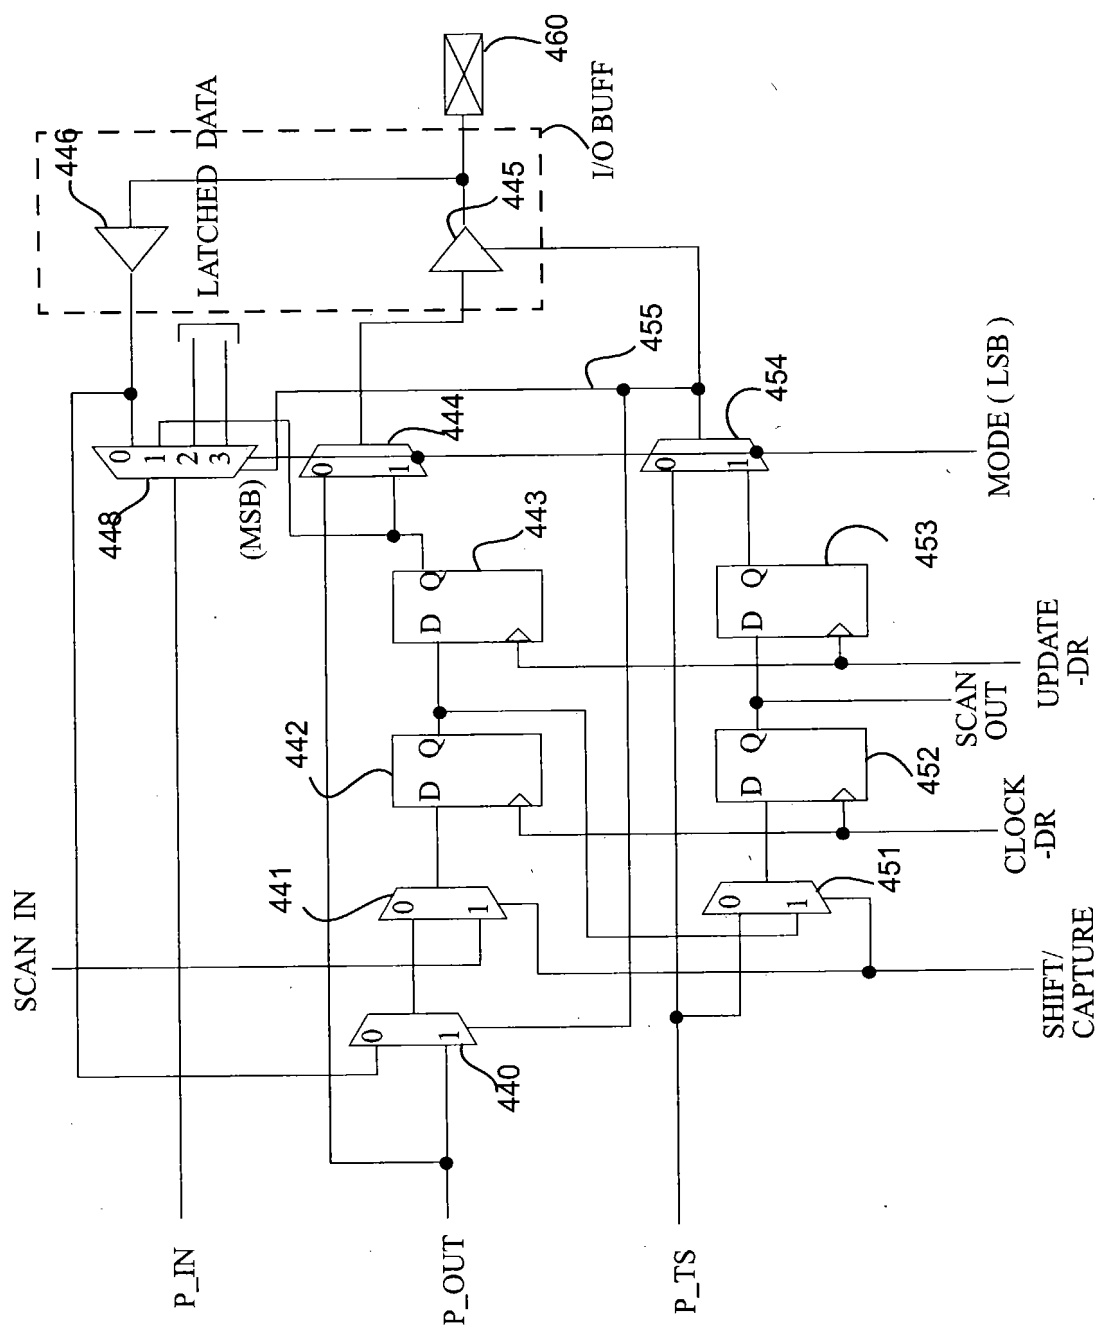 SCAN IN
P_IN
P_OUT
P_TS
0
1
440
0
1
441
442
D Q
D Q
443
0
1
444
0
1
2
3
448
(MSB)
446
LATCHED DATA
445
460
I/O BUFF
455
0
1
451
D Q
452
D Q
453
0
1
454
SHIFT/
CAPTURE
CLOCK
-DR
SCAN
OUT
UPDATE
-DR
MODE ( LSB )